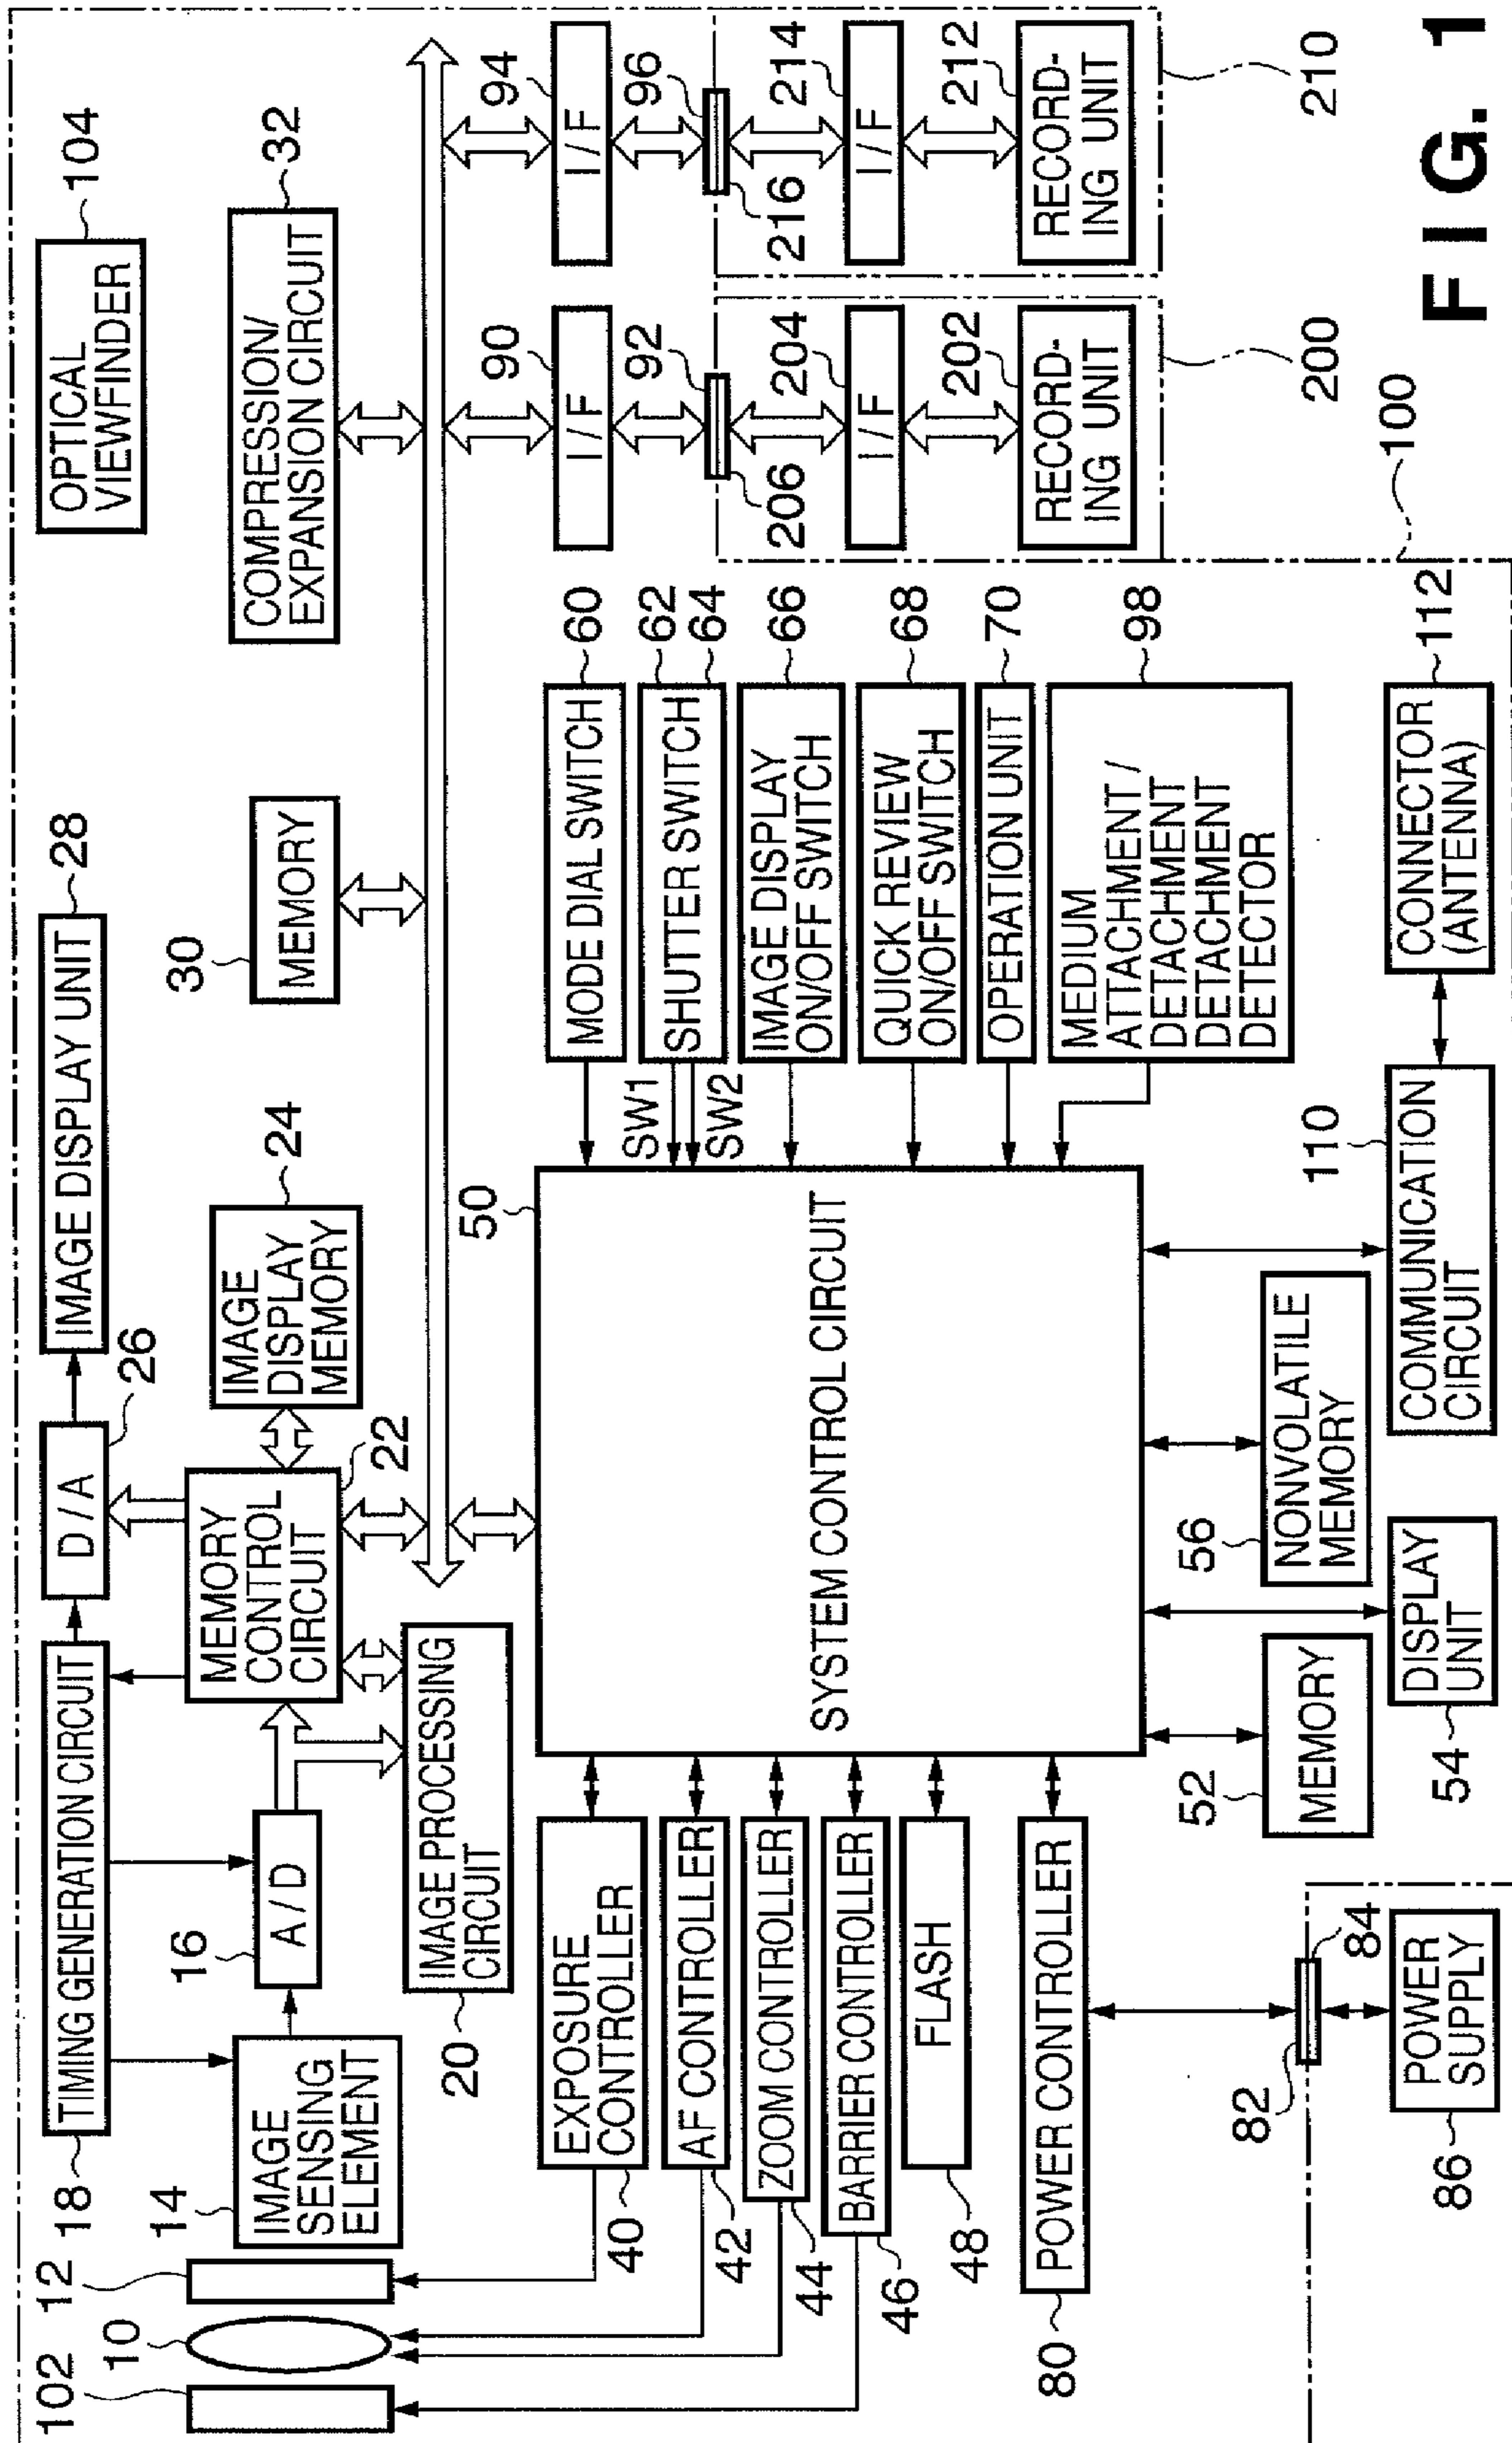 102
10
12
14
IMAGE
SENSING
ELEMENT
18
TIMING GENERATION CIRCUIT
16
A/D
D/A
26
IMAGE DISPLAY UNIT
28
OPTICAL
VIEWFINDER
104
MEMORY
CONTROL
CIRCUIT
22
IMAGE
DISPLAY
MEMORY
24
30
MEMORY
COMPRESSION/
EXPANSION CIRCUIT
32
20
IMAGE PROCESSING
CIRCUIT
EXPOSURE
CONTROLLER
40
AF CONTROLLER
42
ZOOM CONTROLLER
44
BARRIER CONTROLLER
46
FLASH
48
POWER CONTROLLER
80
50
SYSTEM CONTROL CIRCUIT
MODE DIAL SWITCH
60
SW1
SW2
SHUTTER SWITCH
62
64
IMAGE DISPLAY
ON/OFF SWITCH
66
QUICK REVIEW
ON/OFF SWITCH
68
OPERATION UNIT
70
MEDIUM
ATTACHMENT /
DETACHMENT
DETACHMENT
DETECTOR
98
I/F
90
92
206
I/F
204
RECORD-
ING UNIT
202
200
I/F
94
96
216
I/F
214
RECORD-
ING UNIT
212
210
82
84
POWER
SUPPLY
86
52
MEMORY
54
DISPLAY
UNIT
56
NONVOLATILE
MEMORY
110
COMMUNICATION
CIRCUIT
CONNECTOR
(ANTENNA)
112
100
FIG. 1